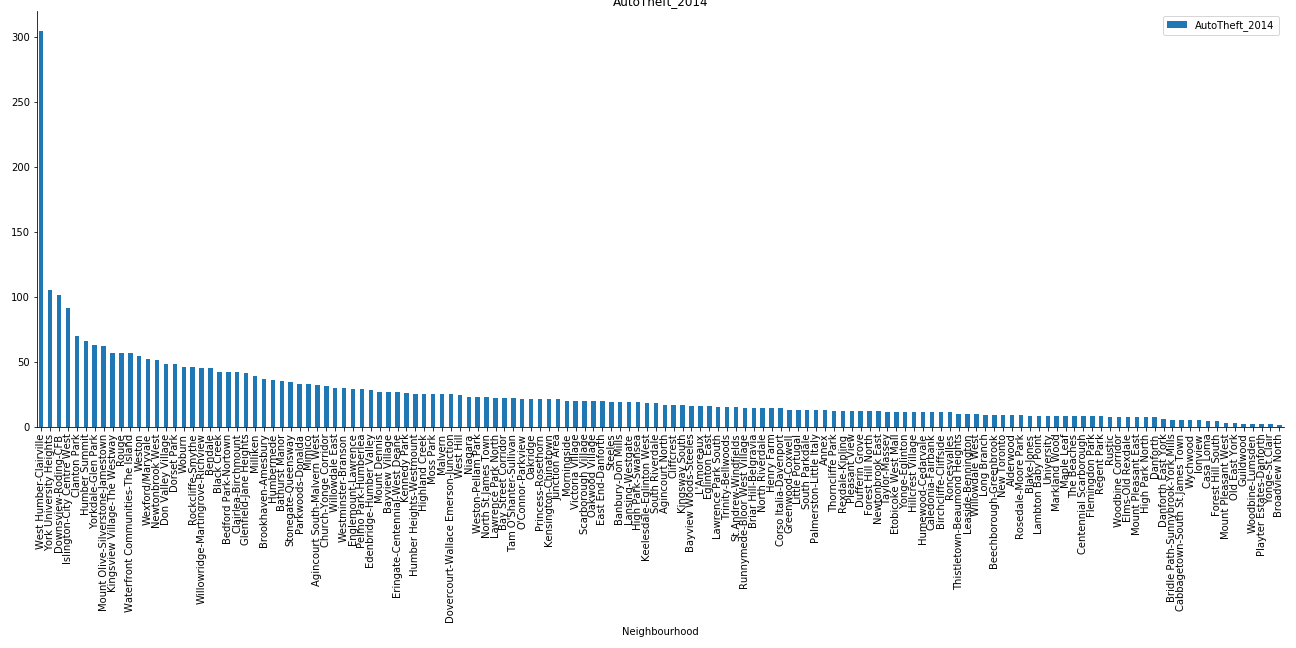 AutoTheft_2014
AutoTheft_2014
300
250
200
150
100
50
0
West Humber-Clairville
York University Heights
Downsview-Roding-CFB
Islington-City Centre West
Clanton Park
Humber Summit
Yorkdale-Glen Park
Mount Olive-Silverstone-Jamestown
Kingsview Village-The Westway
Rouge
Waterfront Communities-The Island
Weston
Wexford/Maryvale
Newtonbrook West
Don Valley Village
Dorset Park
Woburn
Rockcliffe-Smythe
Willowridge-Martingrove-Richview
Bendale
Black Creek
Bedford Park-Nortown
Clairlea-Birchmount
Glenfield-Jane Heights
Milliken
Brookhaven-Amesbury
Humbermede
Bathurst Manor
Stonegate-Queensway
Parkwoods-Donalda
Mimico
Agincourt South-Malvern West
Church-Yonge Corridor
Willowdale East
Westminster-Branson
Englemount-Lawrence
Pelmo Park-Humberlea
Edenbridge-Humber Valley
Mount Dennis
Bayview Village
Eringate-Centennial-West Deane
Kennedy Park
Humber Heights-Westmount
Highland Creek
Moss Park
Malvern
Dovercourt-Wallace Emerson-Junction
West Hill
Niagara
Weston-Pellam Park
North St.James Town
Lawrence Park North
Bay Street Corridor
Tam O'Shanter-Sullivan
O'Connor-Parkview
Oakridge
Princess-Rosethorn
Kensington-Chinatown
Junction Area
Morningside
Victoria Village
Scarborough Village
Oakwood Village
East End-Danforth
Steeles
Banbury-Don Mills
Lansing-Westgate
High Park-Swansea
Keelesdale-Eglinton West
South Riverdale
Agincourt North
Cliffcrest
Kingsway South
Bayview Woods-Steeles
L'Amoreaux
Eglinton East
Lawrence Park South
Trinity-Bellwoods
St.Andrew-Windfields
Runnymede-Bloor West Village
Briar Hill-Belgravia
North Riverdale
Henry Farm
Corso Italia-Davenport
Greenwood-Coxwell
Little Portugal
South Parkdale
Palmerston-Little Italy
Annex
Thorncliffe Park
Rexdale-Kipling
Pleasant View
Dufferin Grove
Forest Hill North
Newtonbrook East
Taylor-Massey
Etobicoke West Mall
Yonge-Eglinton
Hillcrest Village
Humewood-Cedarvale
Caledonia-Fairbank
Birchcliffe-Cliffside
Roncesvalles
Thistletown-Beaumond Heights
Leaside-Bennington
Willowdale West
Long Branch
Beechborough-Greenbrook
New Toronto
Alderwood
Rosedale-Moore Park
Blake-Jones
Lambton Baby Point
University
Markland Wood
Maple Leaf
The Beaches
Centennial Scarborough
Flemingdon Park
Regent Park
Rustic
Woodbine Corridor
Elms-Old Rexdale
Mount Pleasant East
High Park North
Danforth
Danforth East York
Bridle Path-Sunnybrook-York Mills
Cabbagetown-South St.James Town
Wychwood
Ionview
Casa Loma
Forest Hill South
Mount Pleasant West
Old East York
Guildwood
Woodbine-Lumsden
Playter Estates-Danforth
Yonge-St.Clair
Broadview North
Neighbourhood